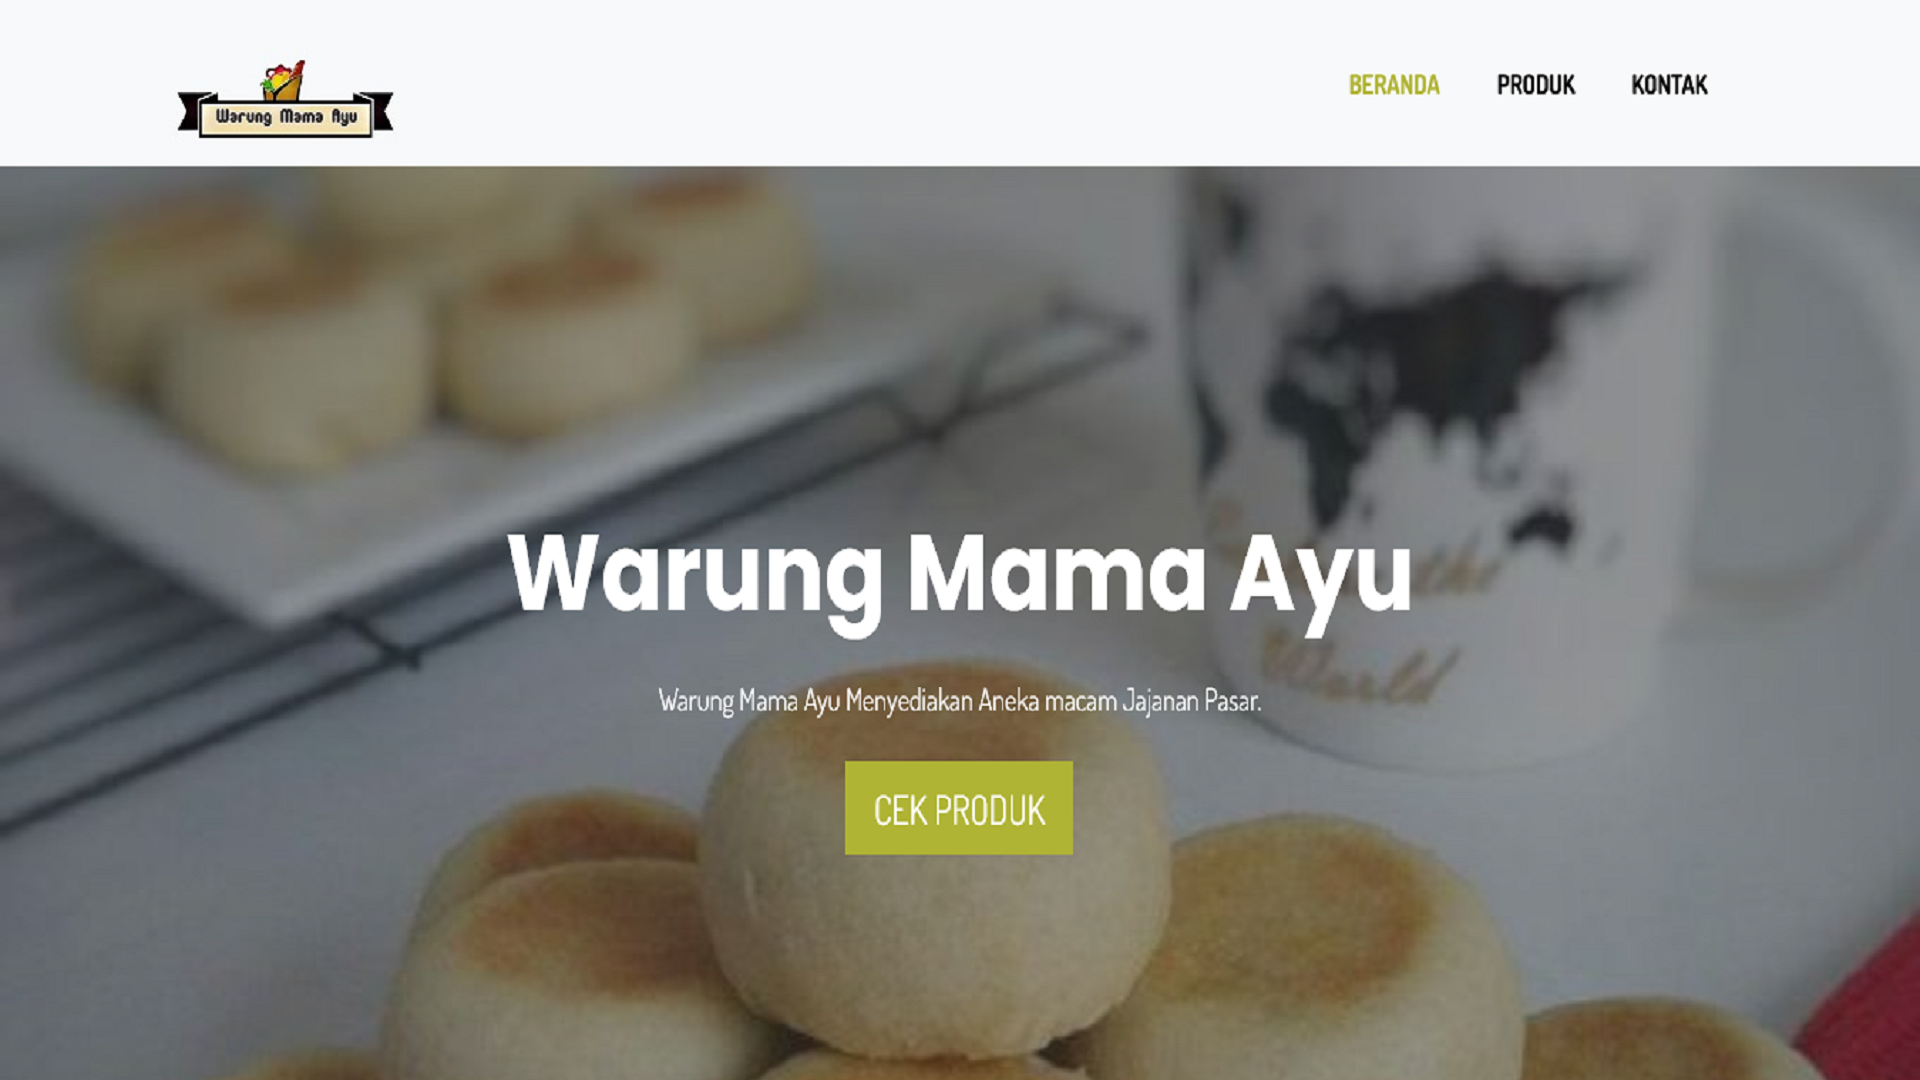 Warung Mama Ayu
BERANDA
PRODUK
KONTAK
Warung Mama Ayu
Warung Mama Ayu Menyediakan Aneka macam Jajanan Pasar.
World
CEK PRODUK